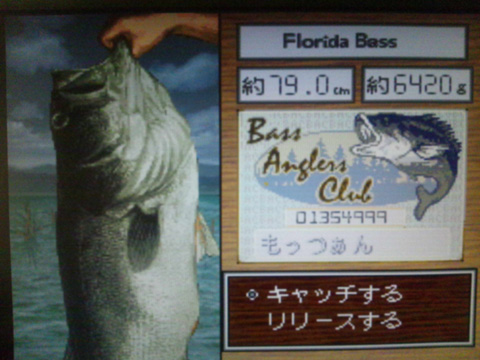 Florida Bass
約79.0cm 約6420g
Bass
Anglers
Club
01354999
もっつぁん
キャッチする
リリースする